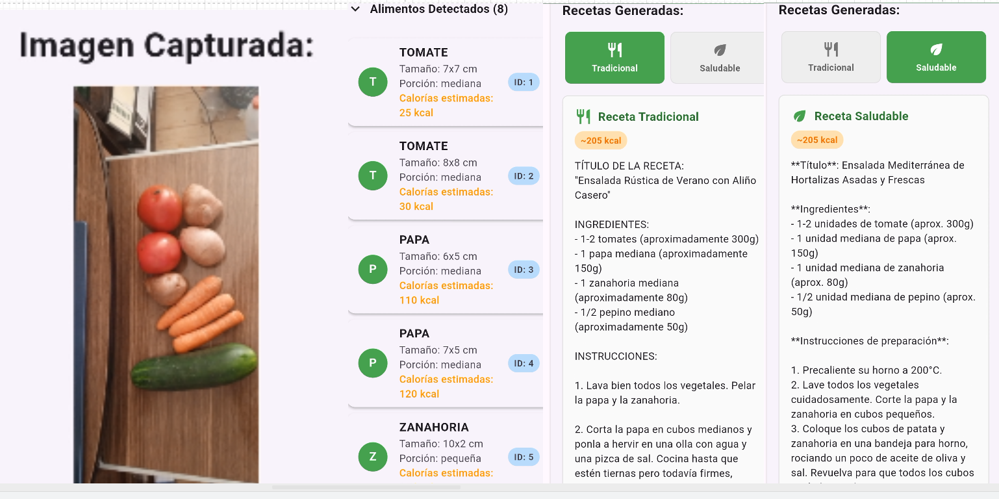 Imagen Capturada:
Alimentos Detectados (8)
T
TOMATE
Tamaño: 7x7 cm
Porción: mediana
Calorías estimadas:
25 kcal
ID: 1
T
TOMATE
Tamaño: 8x8 cm
Porción: mediana
Calorías estimadas:
30 kcal
ID: 2
P
PAPA
Tamaño: 6x5 cm
Porción: mediana
Calorías estimadas:
110 kcal
ID: 3
P
PAPA
Tamaño: 7x5 cm
Porción: mediana
Calorías estimadas:
120 kcal
ID: 4
Z
ZANAHORIA
Tamaño: 10x2 cm
Porción: pequeña
Calorías estimadas:
ID: 5
Recetas Generadas:
Tradicional
Saludable
Receta Tradicional
~205 kcal
TÍTULO DE LA RECETA:
"Ensalada Rústica de Verano con Aliño
Casero"
INGREDIENTES:
- 1-2 tomates (aproximadamente 300g)
- 1 papa mediana (aproximadamente
150g)
- 1 zanahoria mediana
(aproximadamente 80g)
- 1/2 pepino mediano
(aproximadamente 50g)
INSTRUCCIONES:
1. Lava bien todos los vegetales. Pelar
la papa y la zanahoria.
2. Corta la papa en cubos medianos y
ponla a hervir en una olla con agua y
una pizca de sal. Cocina hasta que
estén tiernas pero todavía firmes,
Recetas Generadas:
Tradicional
Saludable
Receta Saludable
~205 kcal
**Título**: Ensalada Mediterránea de
Hortalizas Asadas y Frescas
**Ingredientes**:
- 1-2 unidades de tomate (aprox. 300g)
- 1 unidad mediana de papa (aprox.
150g)
- 1 unidad mediana de zanahoria
(aprox. 80g)
- 1/2 unidad mediana de pepino (aprox.
50g)
**Instrucciones de preparación**:
1. Precaliente su horno a 200°C.
2. Lave todos los vegetales
cuidadosamente. Corte la papa y la
zanahoria en cubos pequeños.
3. Coloque los cubos de patata y
zanahoria en una bandeja para horno,
rociando un poco de aceite de oliva y
sal. Revuelva para que todos los cubos